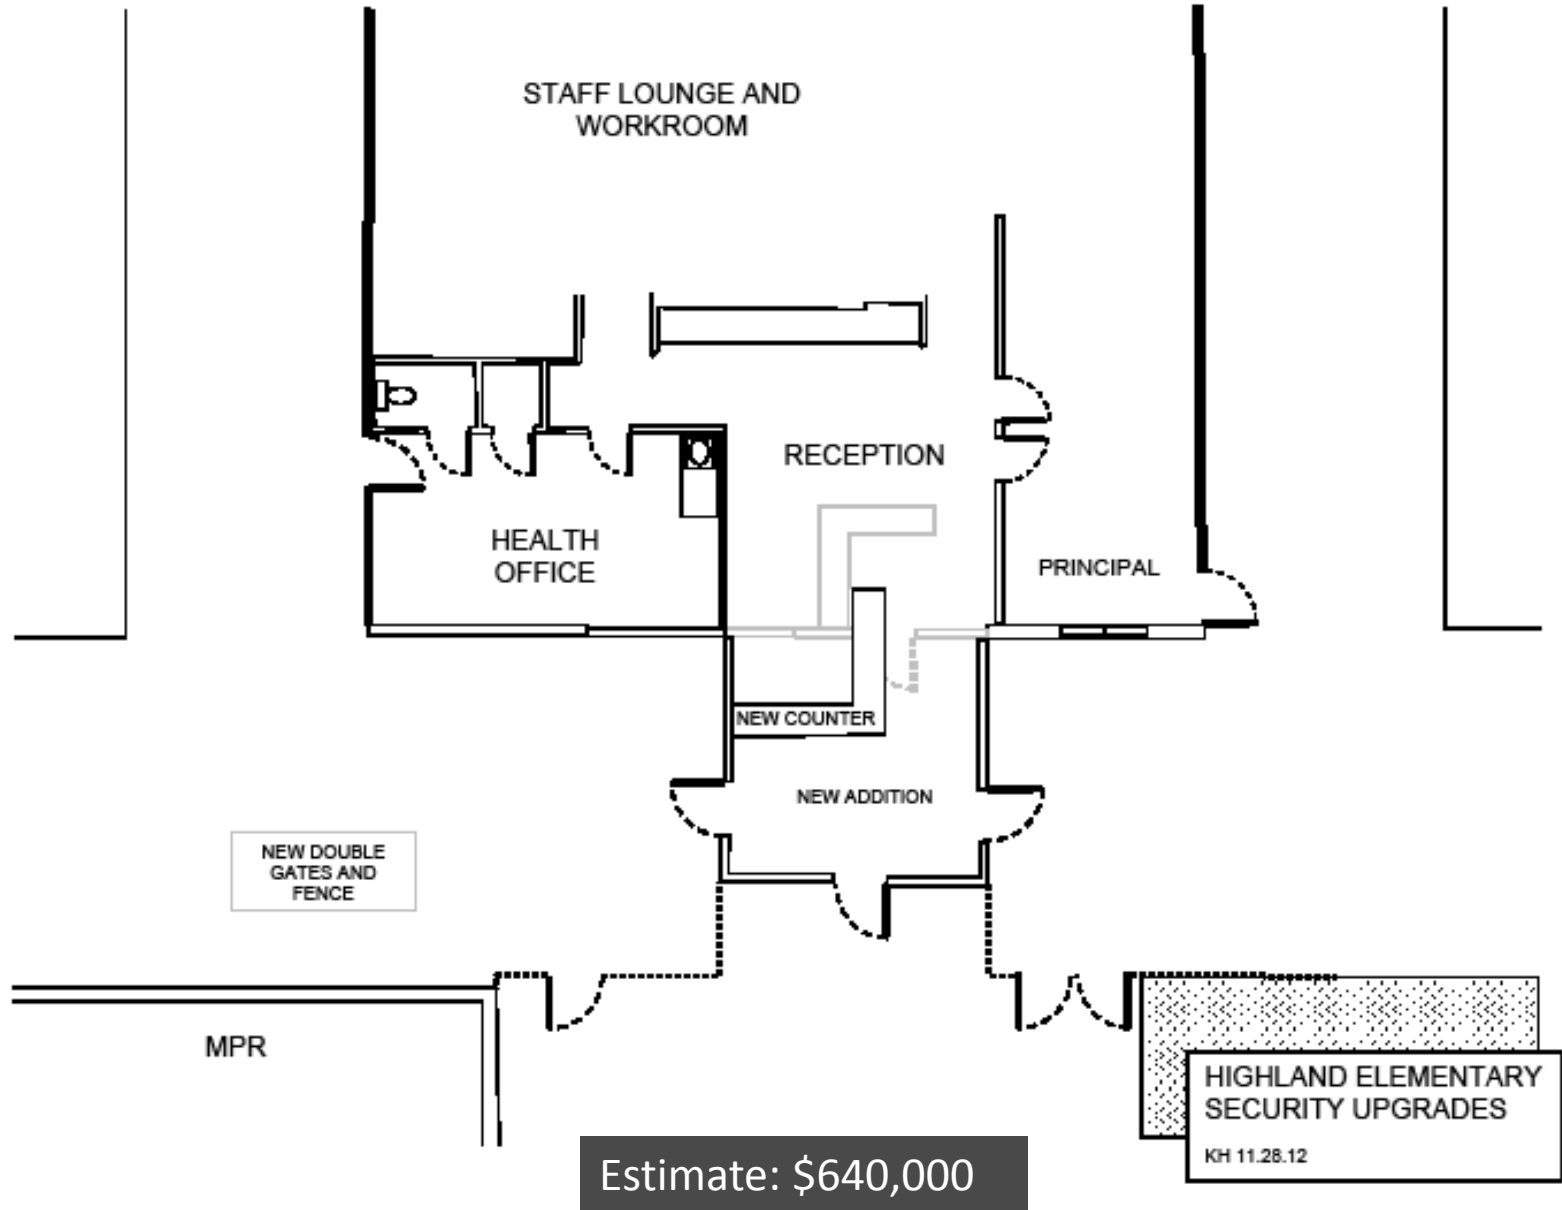 STAFF LOUNGE AND
WORKROOM
RECEPTION
HEALTH
OFFICE
PRINCIPAL
NEW COUNTER
NEW ADDITION
NEW DOUBLE
GATES AND
FENCE
MPR
HIGHLAND ELEMENTARY
SECURITY UPGRADES
KH 11.28.12
Estimate: $640,000